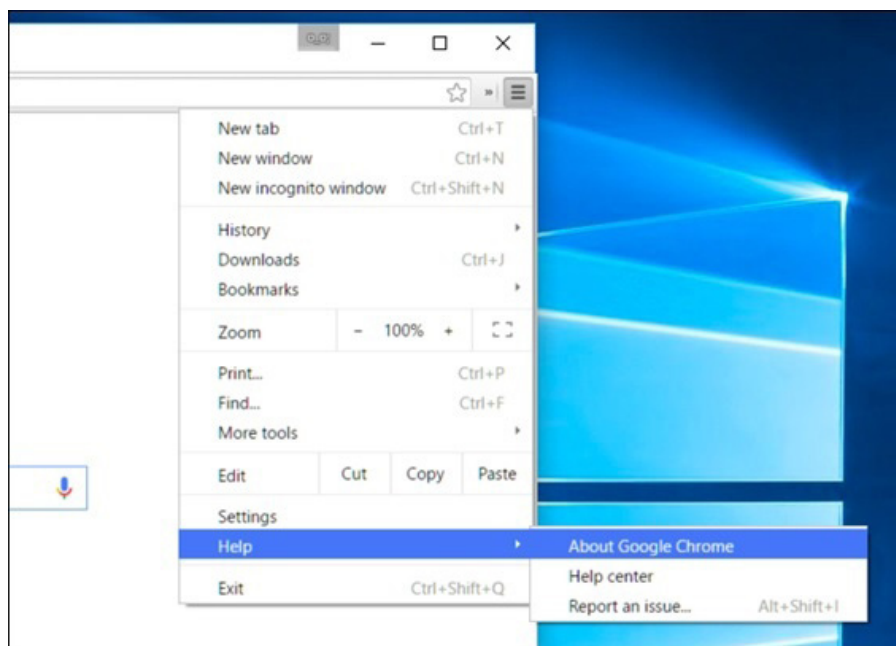 New tab Ctrl+T
New window Ctrl+N
New incognito window Ctrl+Shift+N
History
Downloads Ctrl+J
Bookmarks
Zoom - 100% +
Print... Ctrl+P
Find... Ctrl+F
More tools
Edit Cut Copy Paste
Settings
Help About Google Chrome
Help center
Exit Ctrl+Shift+Q
Report an issue... Alt+Shift+I